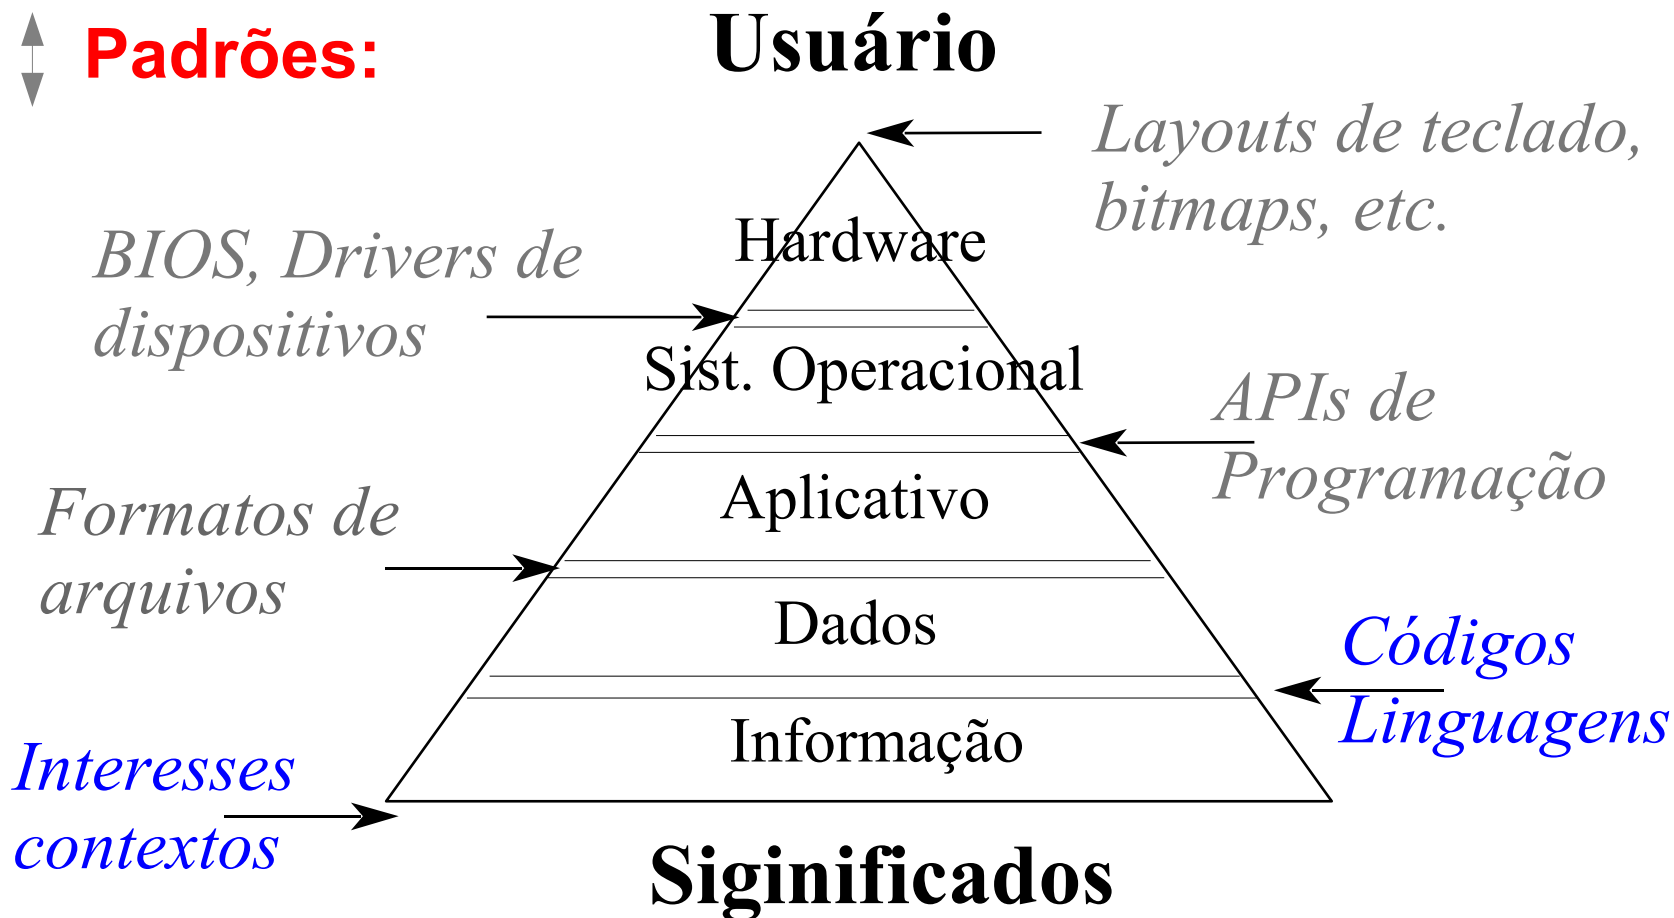 Padrões:
Usuário
Layouts de teclado,
bitmaps, etc.
Hardware
BIOS, Drivers de
dispositivos
Sist. Operacional
APIs de
Programação
Aplicativo
Formatos de
arquivos
Dados
Códigos
Linguagens
Informação
Interesses
contextos
Siginificados